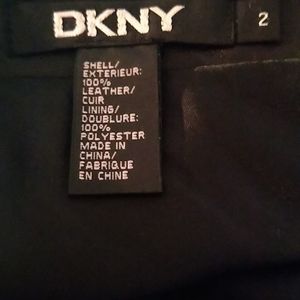 DKNY
2
SHELL/
EXTERIEUR:
100%
LEATHER/
CUIR
LINING/
DOUBLURE:
100%
POLYESTER
MADE IN
CHINA/
FABRIQUE
EN CHINE